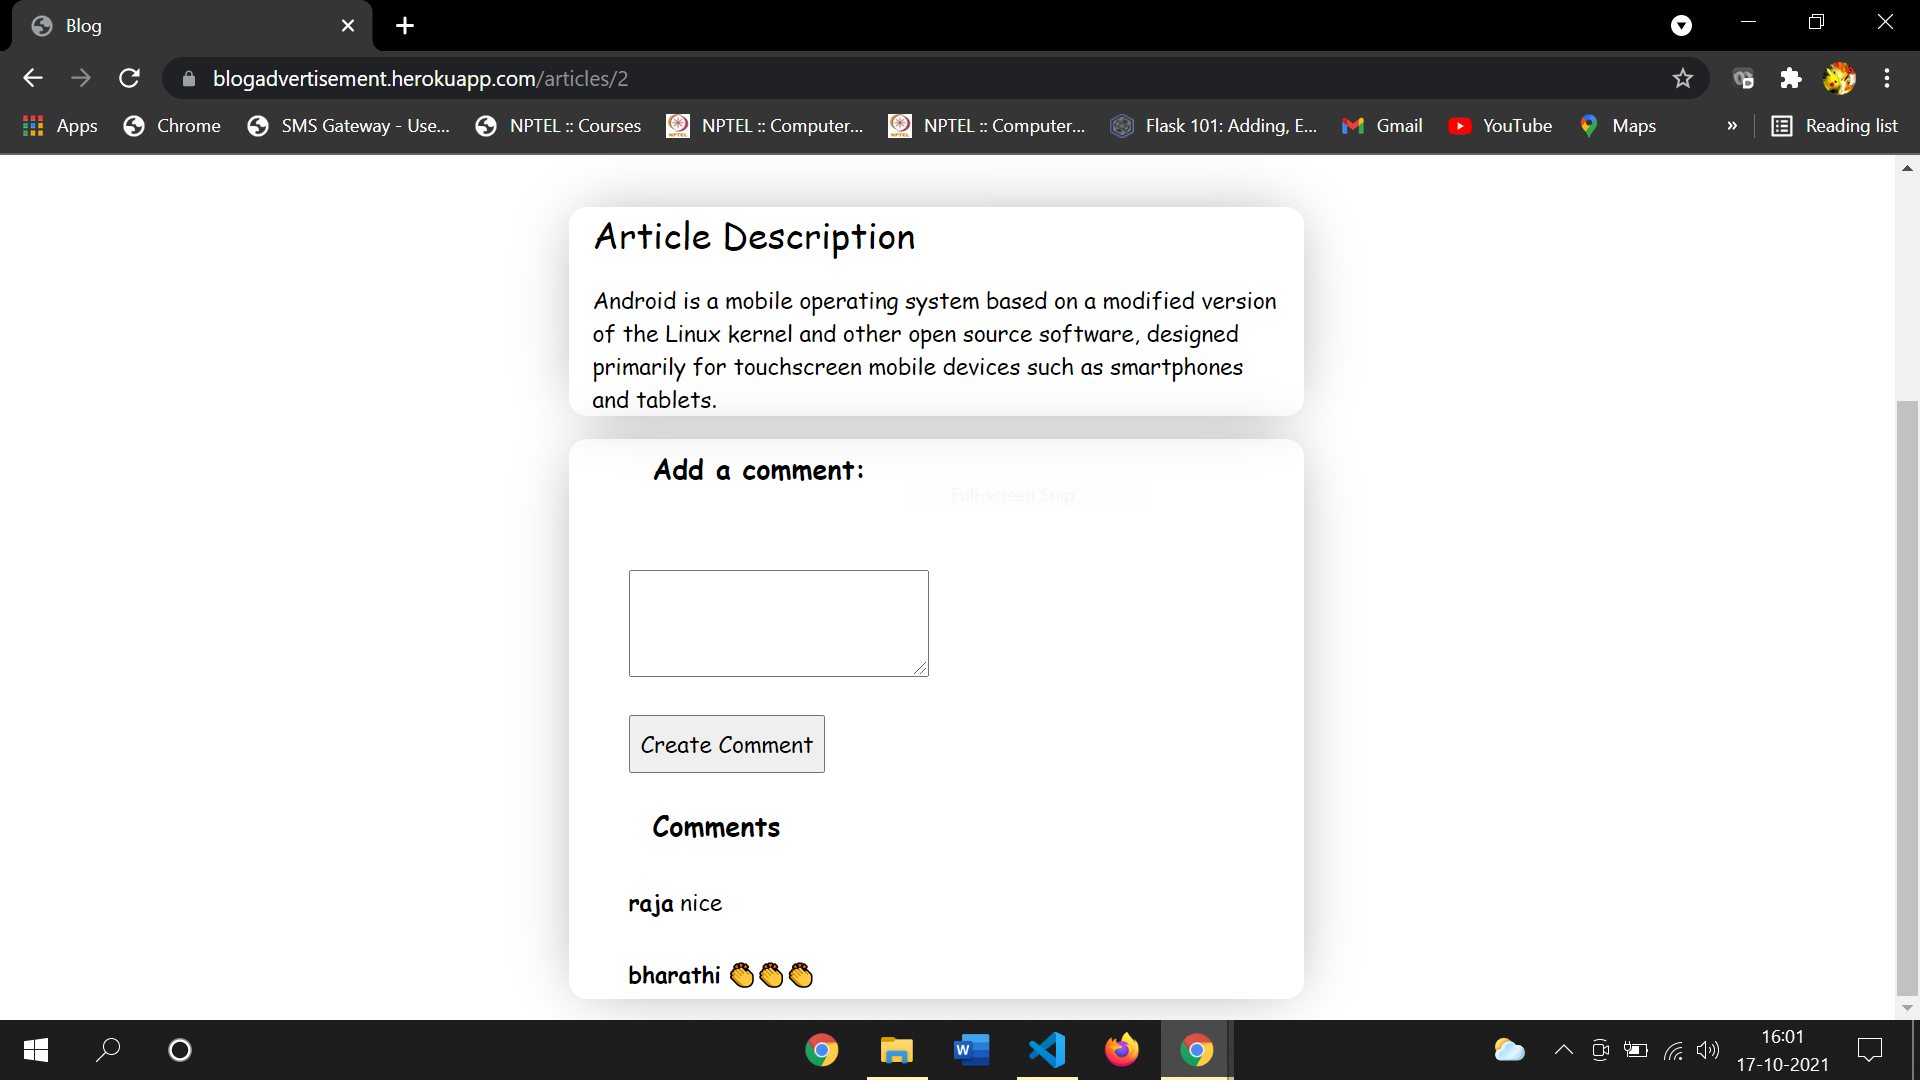 Blog
blogadvertisement.herokuapp.com/articles/2
Apps Chrome SMS Gateway - Use... NPTEL :: Courses NPTEL :: Computer... NPTEL :: Computer... Flask 101: Adding, E... Gmail YouTube Maps » Reading list
Article Description
Android is a mobile operating system based on a modified version
of the Linux kernel and other open source software, designed
primarily for touchscreen mobile devices such as smartphones
and tablets.
Add a comment:
Full-screen Snip
Create Comment
Comments
raja nice
bharathi 👏👏👏
16:01
17-10-2021